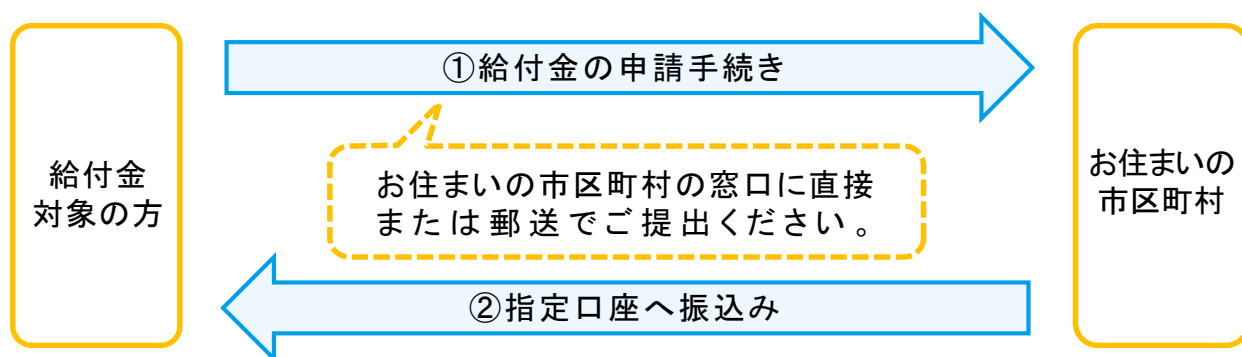 ①給付金の申請手続き
給付金
対象の方
お住まいの市区町村の窓口に直接
または郵送でご提出ください。
お住まいの
市区町村
②指定口座へ振込み